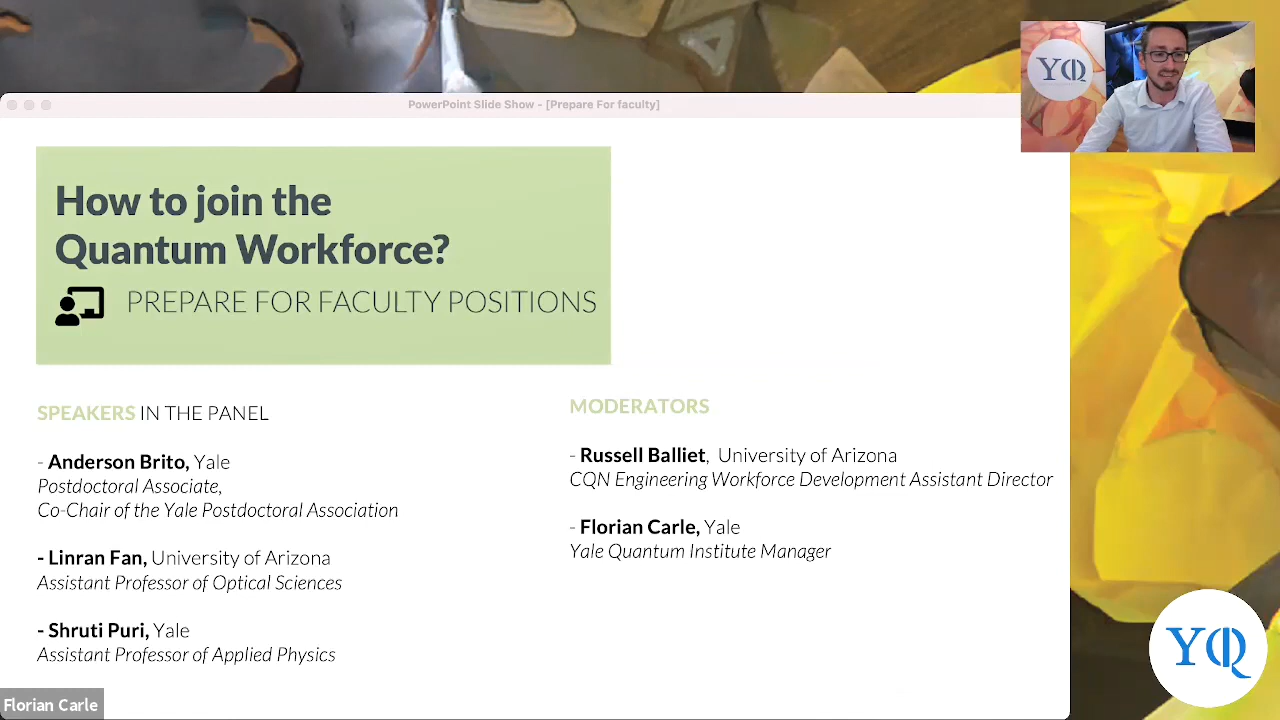 PowerPoint Slide Show - [Prepare For faculty]
YQ
How to join the
Quantum Workforce?
PREPARE FOR FACULTY POSITIONS
SPEAKERS IN THE PANEL
- Anderson Brito, Yale
Postdoctoral Associate,
Co-Chair of the Yale Postdoctoral Association
- Linran Fan, University of Arizona
Assistant Professor of Optical Sciences
- Shruti Puri, Yale
Assistant Professor of Applied Physics
MODERATORS
- Russell Balliet, University of Arizona
CQN Engineering Workforce Development Assistant Director
- Florian Carle, Yale
Yale Quantum Institute Manager
YQ
Florian Carle